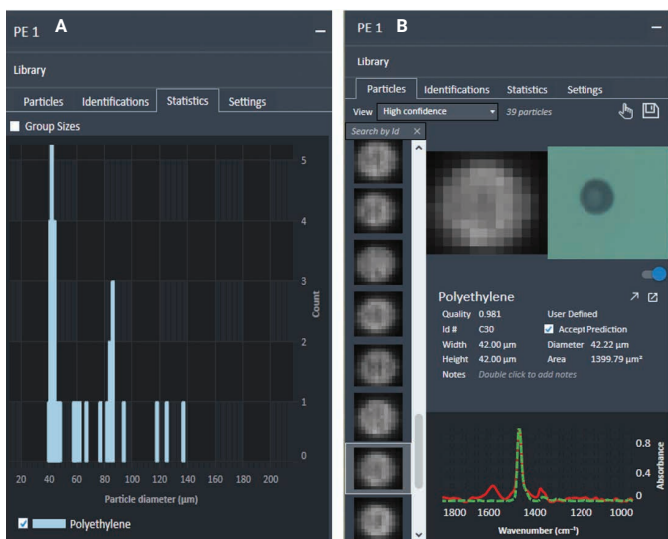 PE 1 A
Library
Particles Identifications Statistics Settings
Group Sizes
5
4
3
2
1
0
Count
20 40 60 80 100 120 140 160 180 200
Particle diameter (µm)
Polyethylene
PE 1 B
Library
Particles Identifications Statistics Settings
View High confidence 39 particles
Search by Id
Polyethylene
Quality 0.981 User Defined
Id # C30 Accept Prediction
Width 42.00 µm Diameter 42.22 µm
Height 42.00 µm Area 1399.79 µm²
Notes Double click to add notes
0.8
0.4
0
Absorbance
1800 1600 1400 1200 1000
Wavenumber (cm⁻¹)